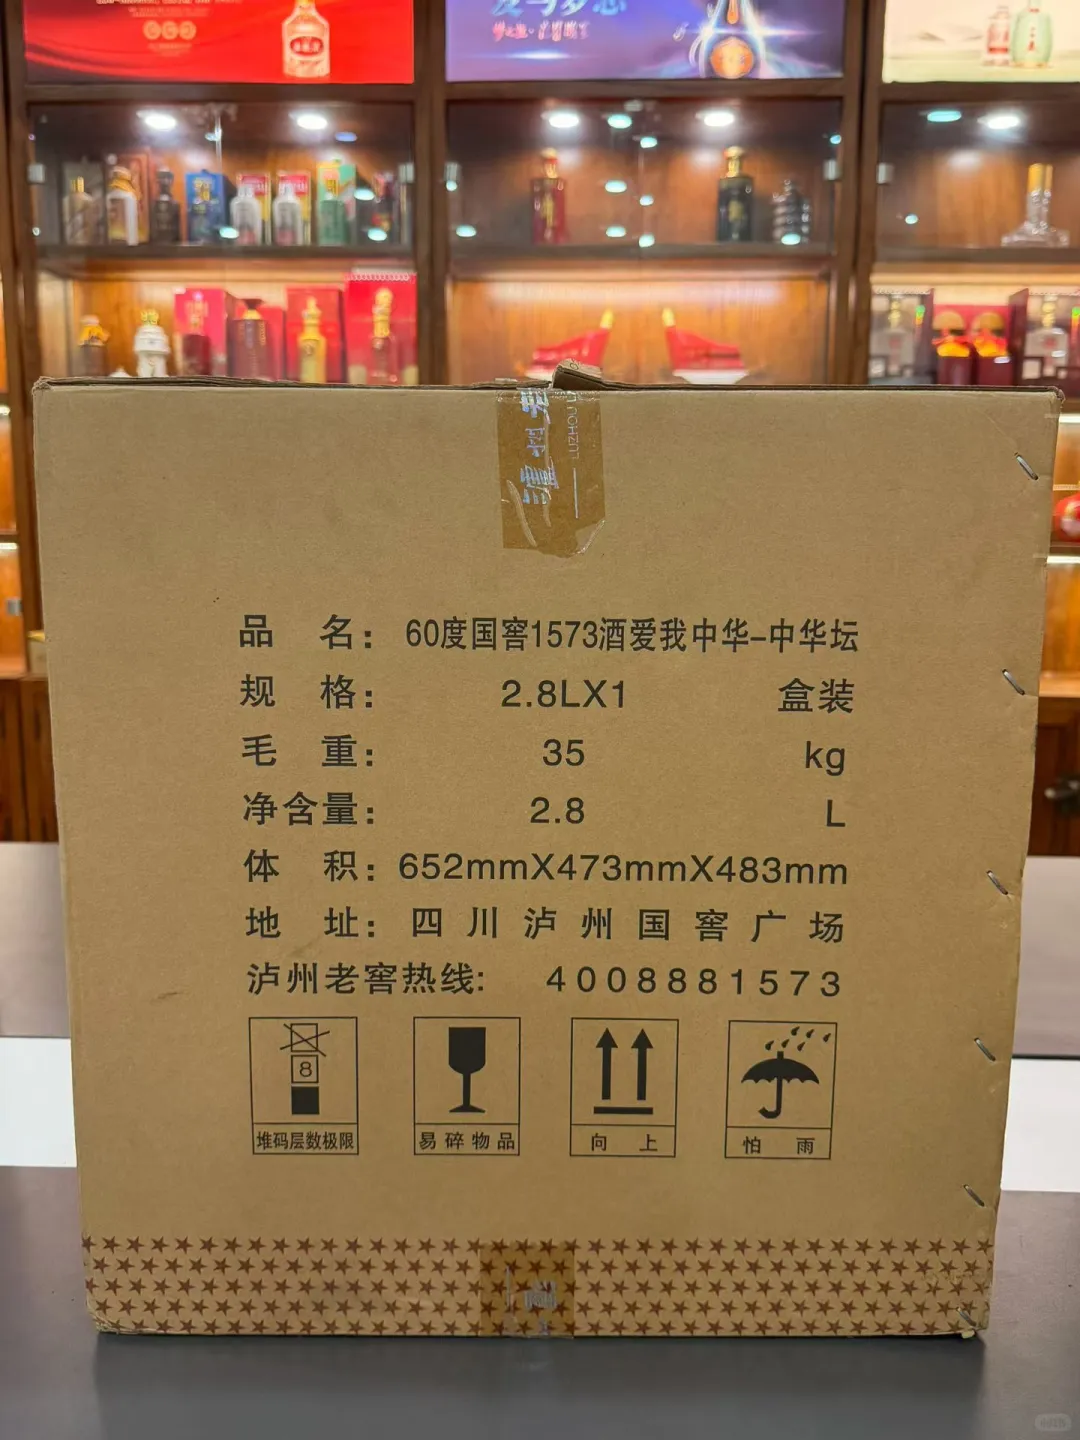 品 名： 60度国窖1573酒爱我中华-中华坛
规 格： 2.8LX1 盒装
毛 重： 35 kg
净含量： 2.8 L
体 积：652mmX473mmX483mm
地 址：四川泸州国窖广场
泸州老窖热线: 4008881573
8
堆码层数极限
易碎物品
向 上
怕 雨